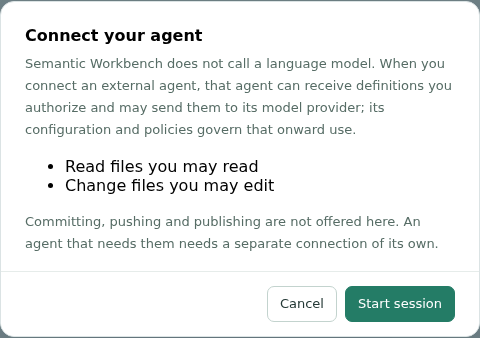 Connect your agent
Semantic Workbench does not call a language model. When you
connect an external agent, that agent can receive definitions you
authorize and may send them to its model provider; its
configuration and policies govern that onward use.
• Read files you may read
• Change files you may edit
Committing, pushing and publishing are not offered here. An
agent that needs them needs a separate connection of its own.
Cancel
Start session